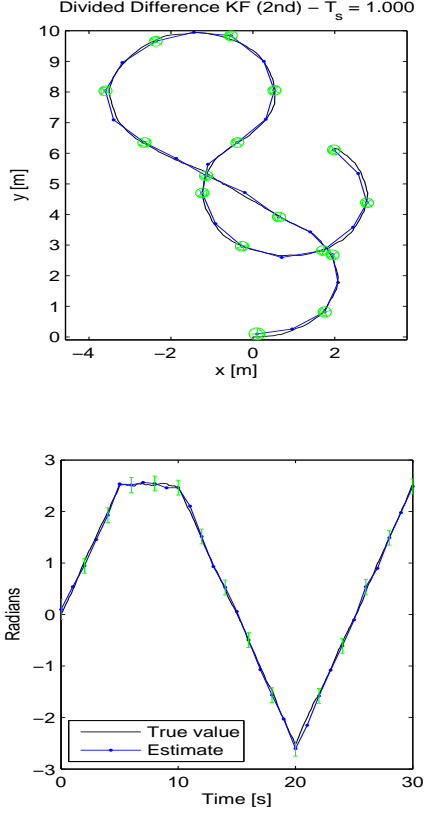 Divided Difference KF (2nd) − T_s = 1.000
10
9
8
7
6
5
4
3
2
1
0
y [m]
−4 −2 0 2
x [m]
3
2
1
0
−1
−2
−3
Radians
True value
Estimate
0 10 20 30
Time [s]